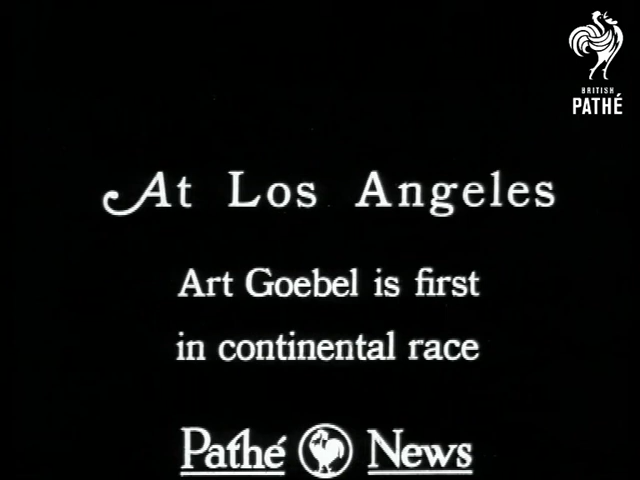 BRITISH
PATHÉ
At Los Angeles
Art Goebel is first
in continental race
Pathé News